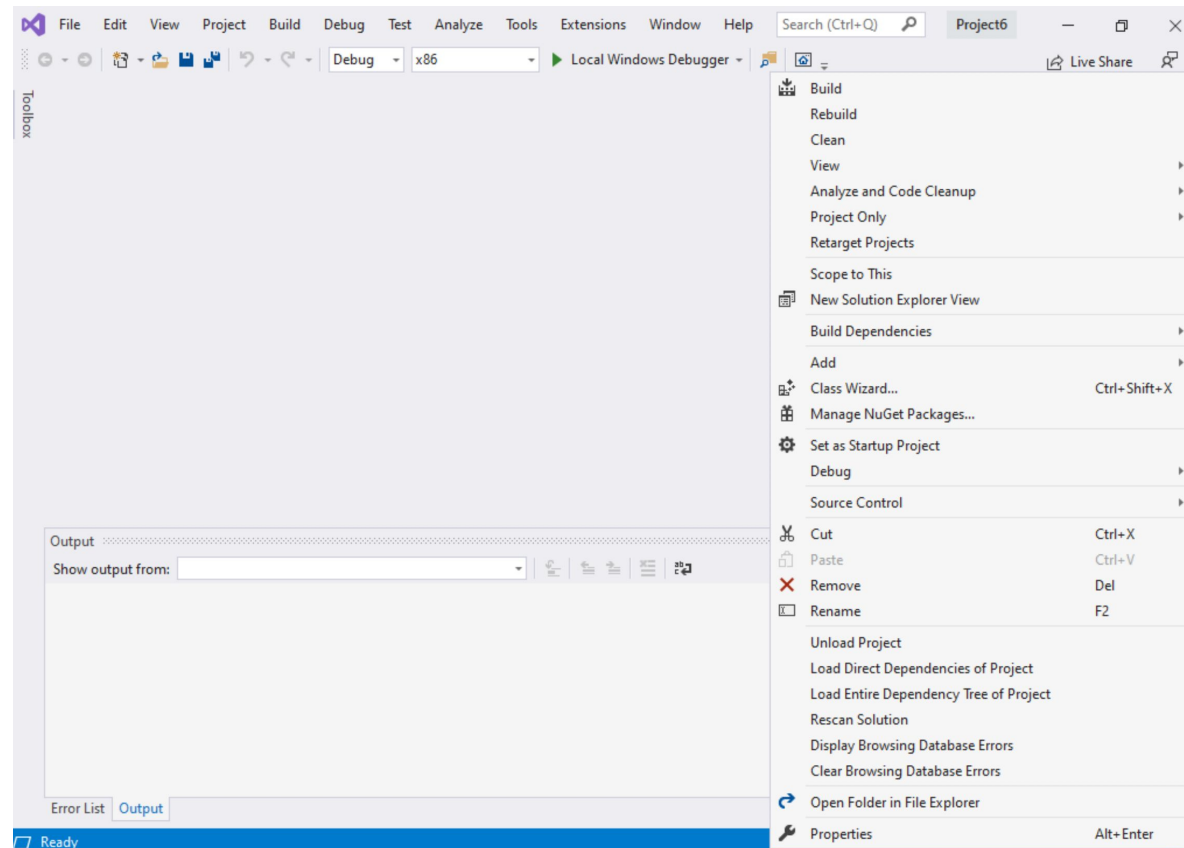 File Edit View Project Build Debug Test Analyze Tools Extensions Window Help Search (Ctrl+Q) Project6
Debug x86 Local Windows Debugger Live Share
Toolbox
Build
Rebuild
Clean
View
Analyze and Code Cleanup
Project Only
Retarget Projects
Scope to This
New Solution Explorer View
Build Dependencies
Add
Class Wizard... Ctrl+Shift+X
Manage NuGet Packages...
Set as Startup Project
Debug
Source Control
Cut Ctrl+X
Paste Ctrl+V
Remove Del
Rename F2
Unload Project
Load Direct Dependencies of Project
Load Entire Dependency Tree of Project
Rescan Solution
Display Browsing Database Errors
Clear Browsing Database Errors
Open Folder in File Explorer
Properties Alt+Enter
Output
Show output from:
Error List Output
Ready